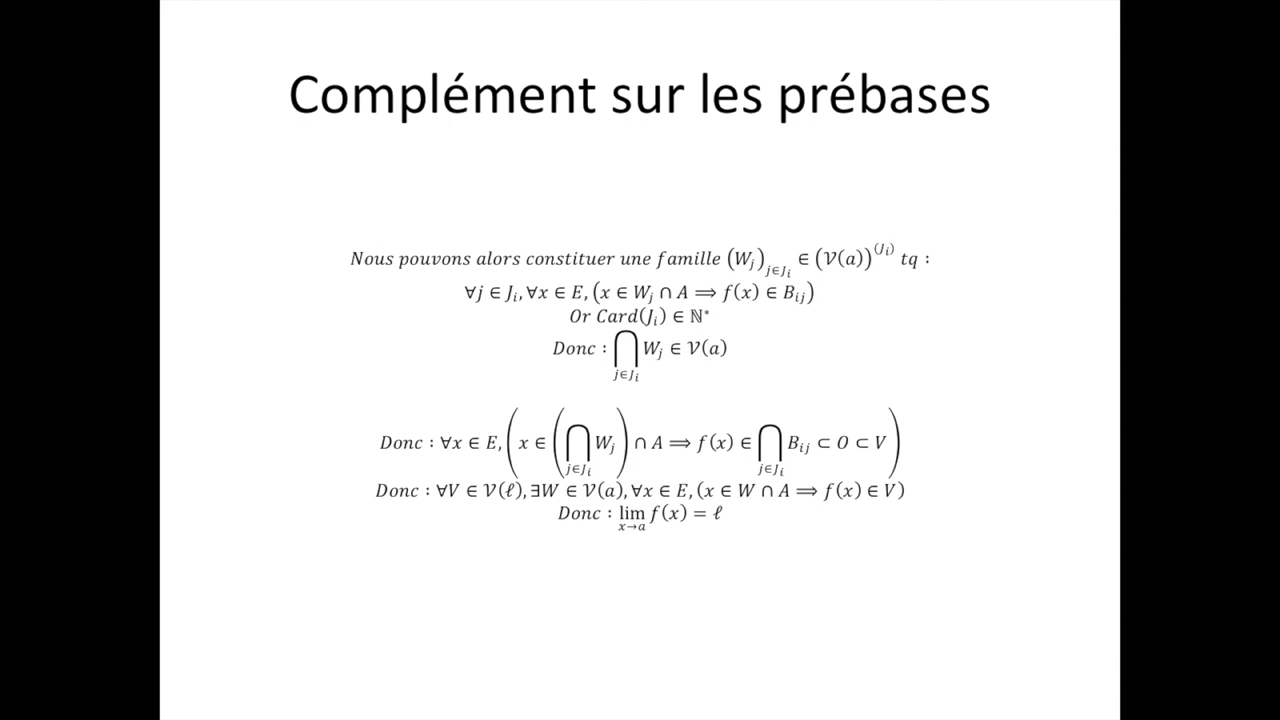 Complément sur les prébases
Nous pouvons alors constituer une famille (W_j)_{j∈J_i} ∈ (𝒱(a))^{(J_i)} tq :
∀j ∈ J_i, ∀x ∈ E, (x ∈ W_j ∩ A ⟹ f(x) ∈ B_{ij})
Or Card(J_i) ∈ ℕ*
Donc : ⋂_{j∈J_i} W_j ∈ 𝒱(a)
Donc : ∀x ∈ E, (x ∈ (⋂_{j∈J_i} W_j) ∩ A ⟹ f(x) ∈ ⋂_{j∈J_i} B_{ij} ⊂ O ⊂ V)
Donc : ∀V ∈ 𝒱(ℓ), ∃W ∈ 𝒱(a), ∀x ∈ E, (x ∈ W ∩ A ⟹ f(x) ∈ V)
Donc : lim_{x→a} f(x) = ℓ